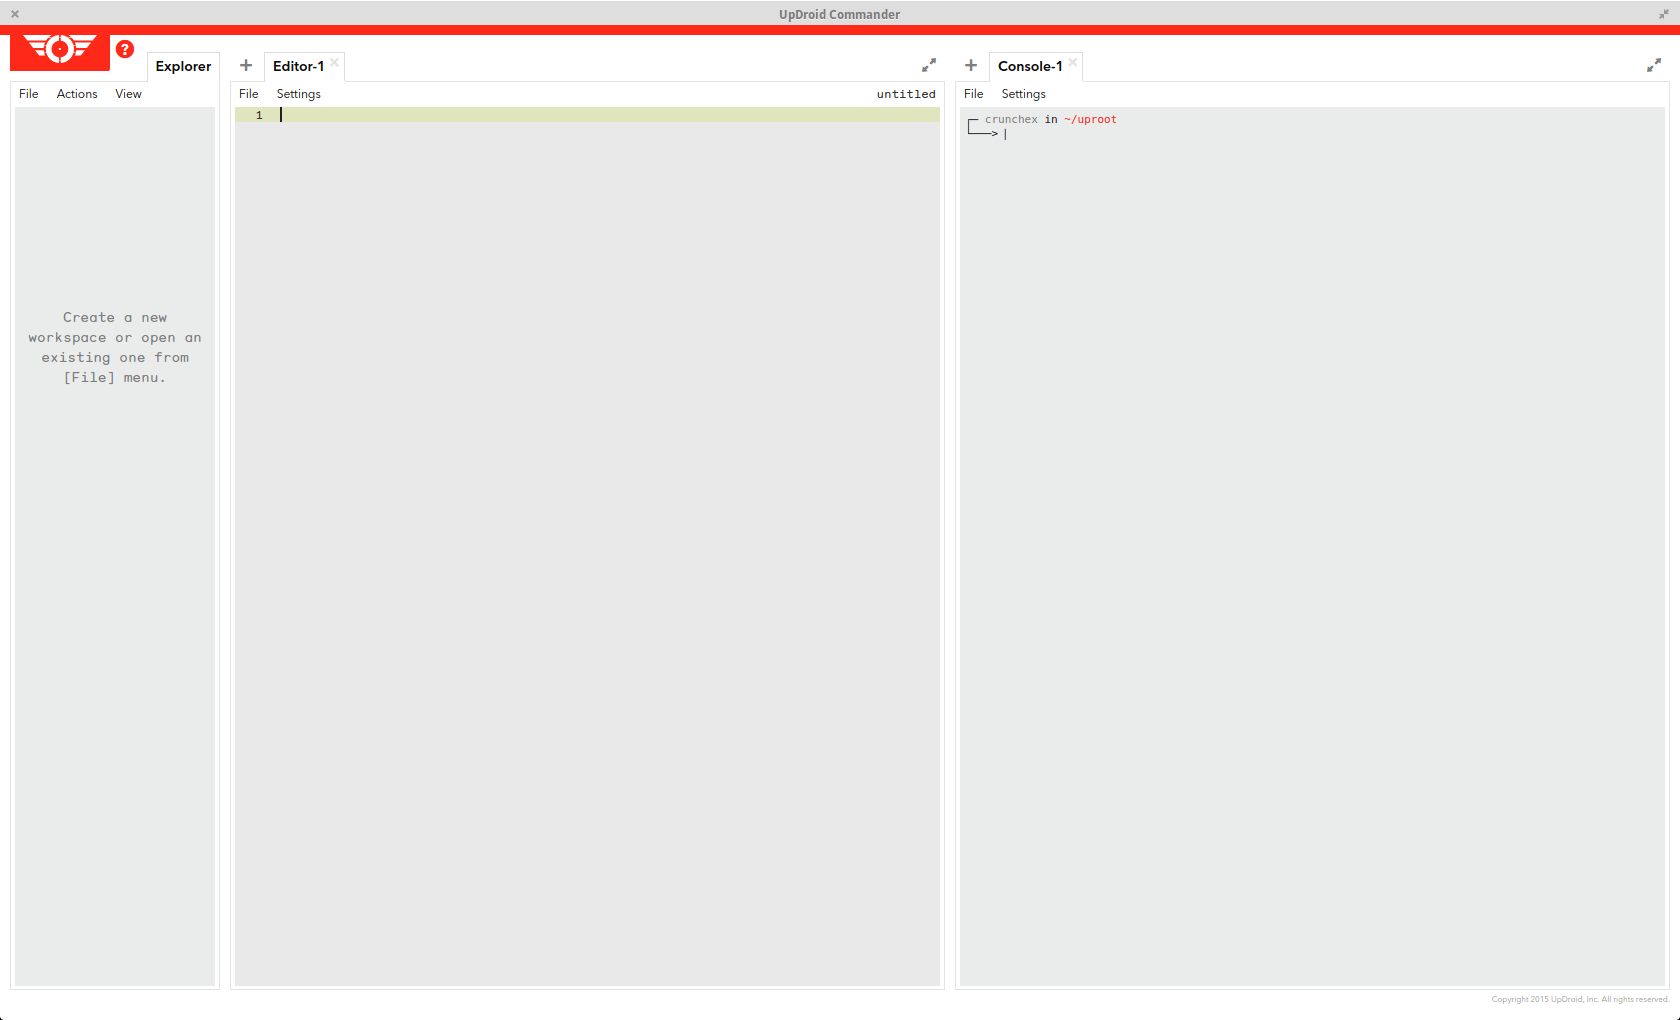 UpDroid Commander
?
Explorer
File Actions View
Create a new
workspace or open an
existing one from
[File] menu.
+ Editor-1 ×
File Settings untitled
1
+ Console-1 ×
File Settings
┌─ crunchex in ~/uproot
└───> |
Copyright 2015 UpDroid, Inc. All rights reserved.